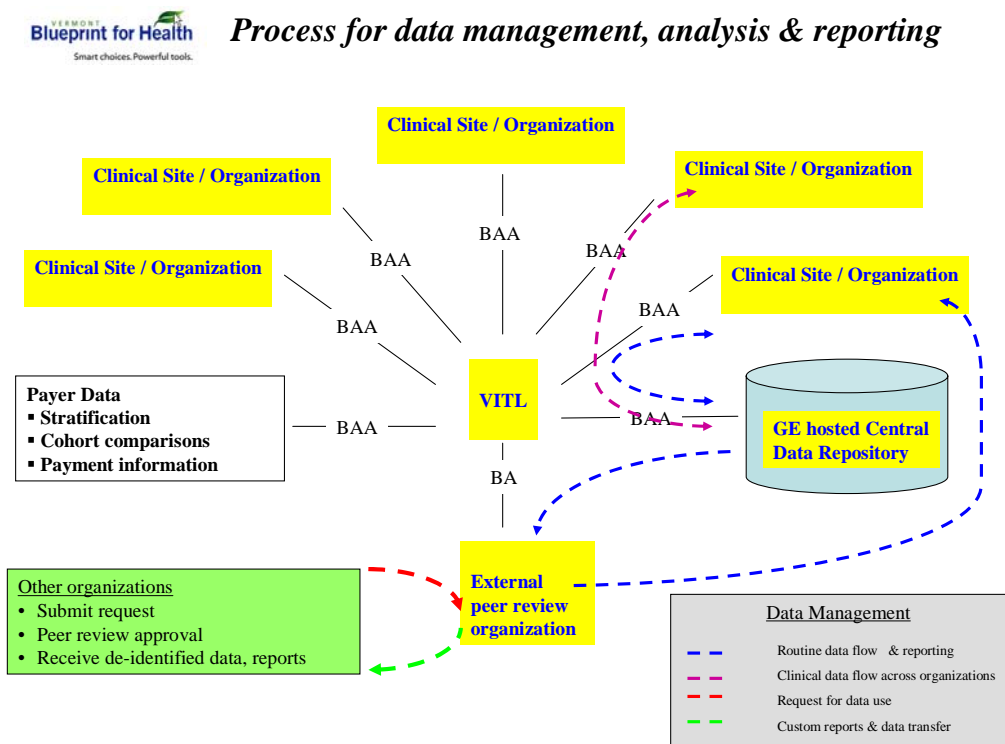 VERMONT
Blueprint for Health
Smart choices. Powerful tools.
Process for data management, analysis & reporting
Clinical Site / Organization
Clinical Site / Organization
Clinical Site / Organization
Clinical Site / Organization
Clinical Site / Organization
BAA
BAA
BAA
BAA
BAA
VITL
Payer Data
▪ Stratification
▪ Cohort comparisons
▪ Payment information
BAA
BAA
GE hosted Central
Data Repository
BA
External
peer review
organization
Other organizations
• Submit request
• Peer review approval
• Receive de-identified data, reports
Data Management
Routine data flow & reporting
Clinical data flow across organizations
Request for data use
Custom reports & data transfer